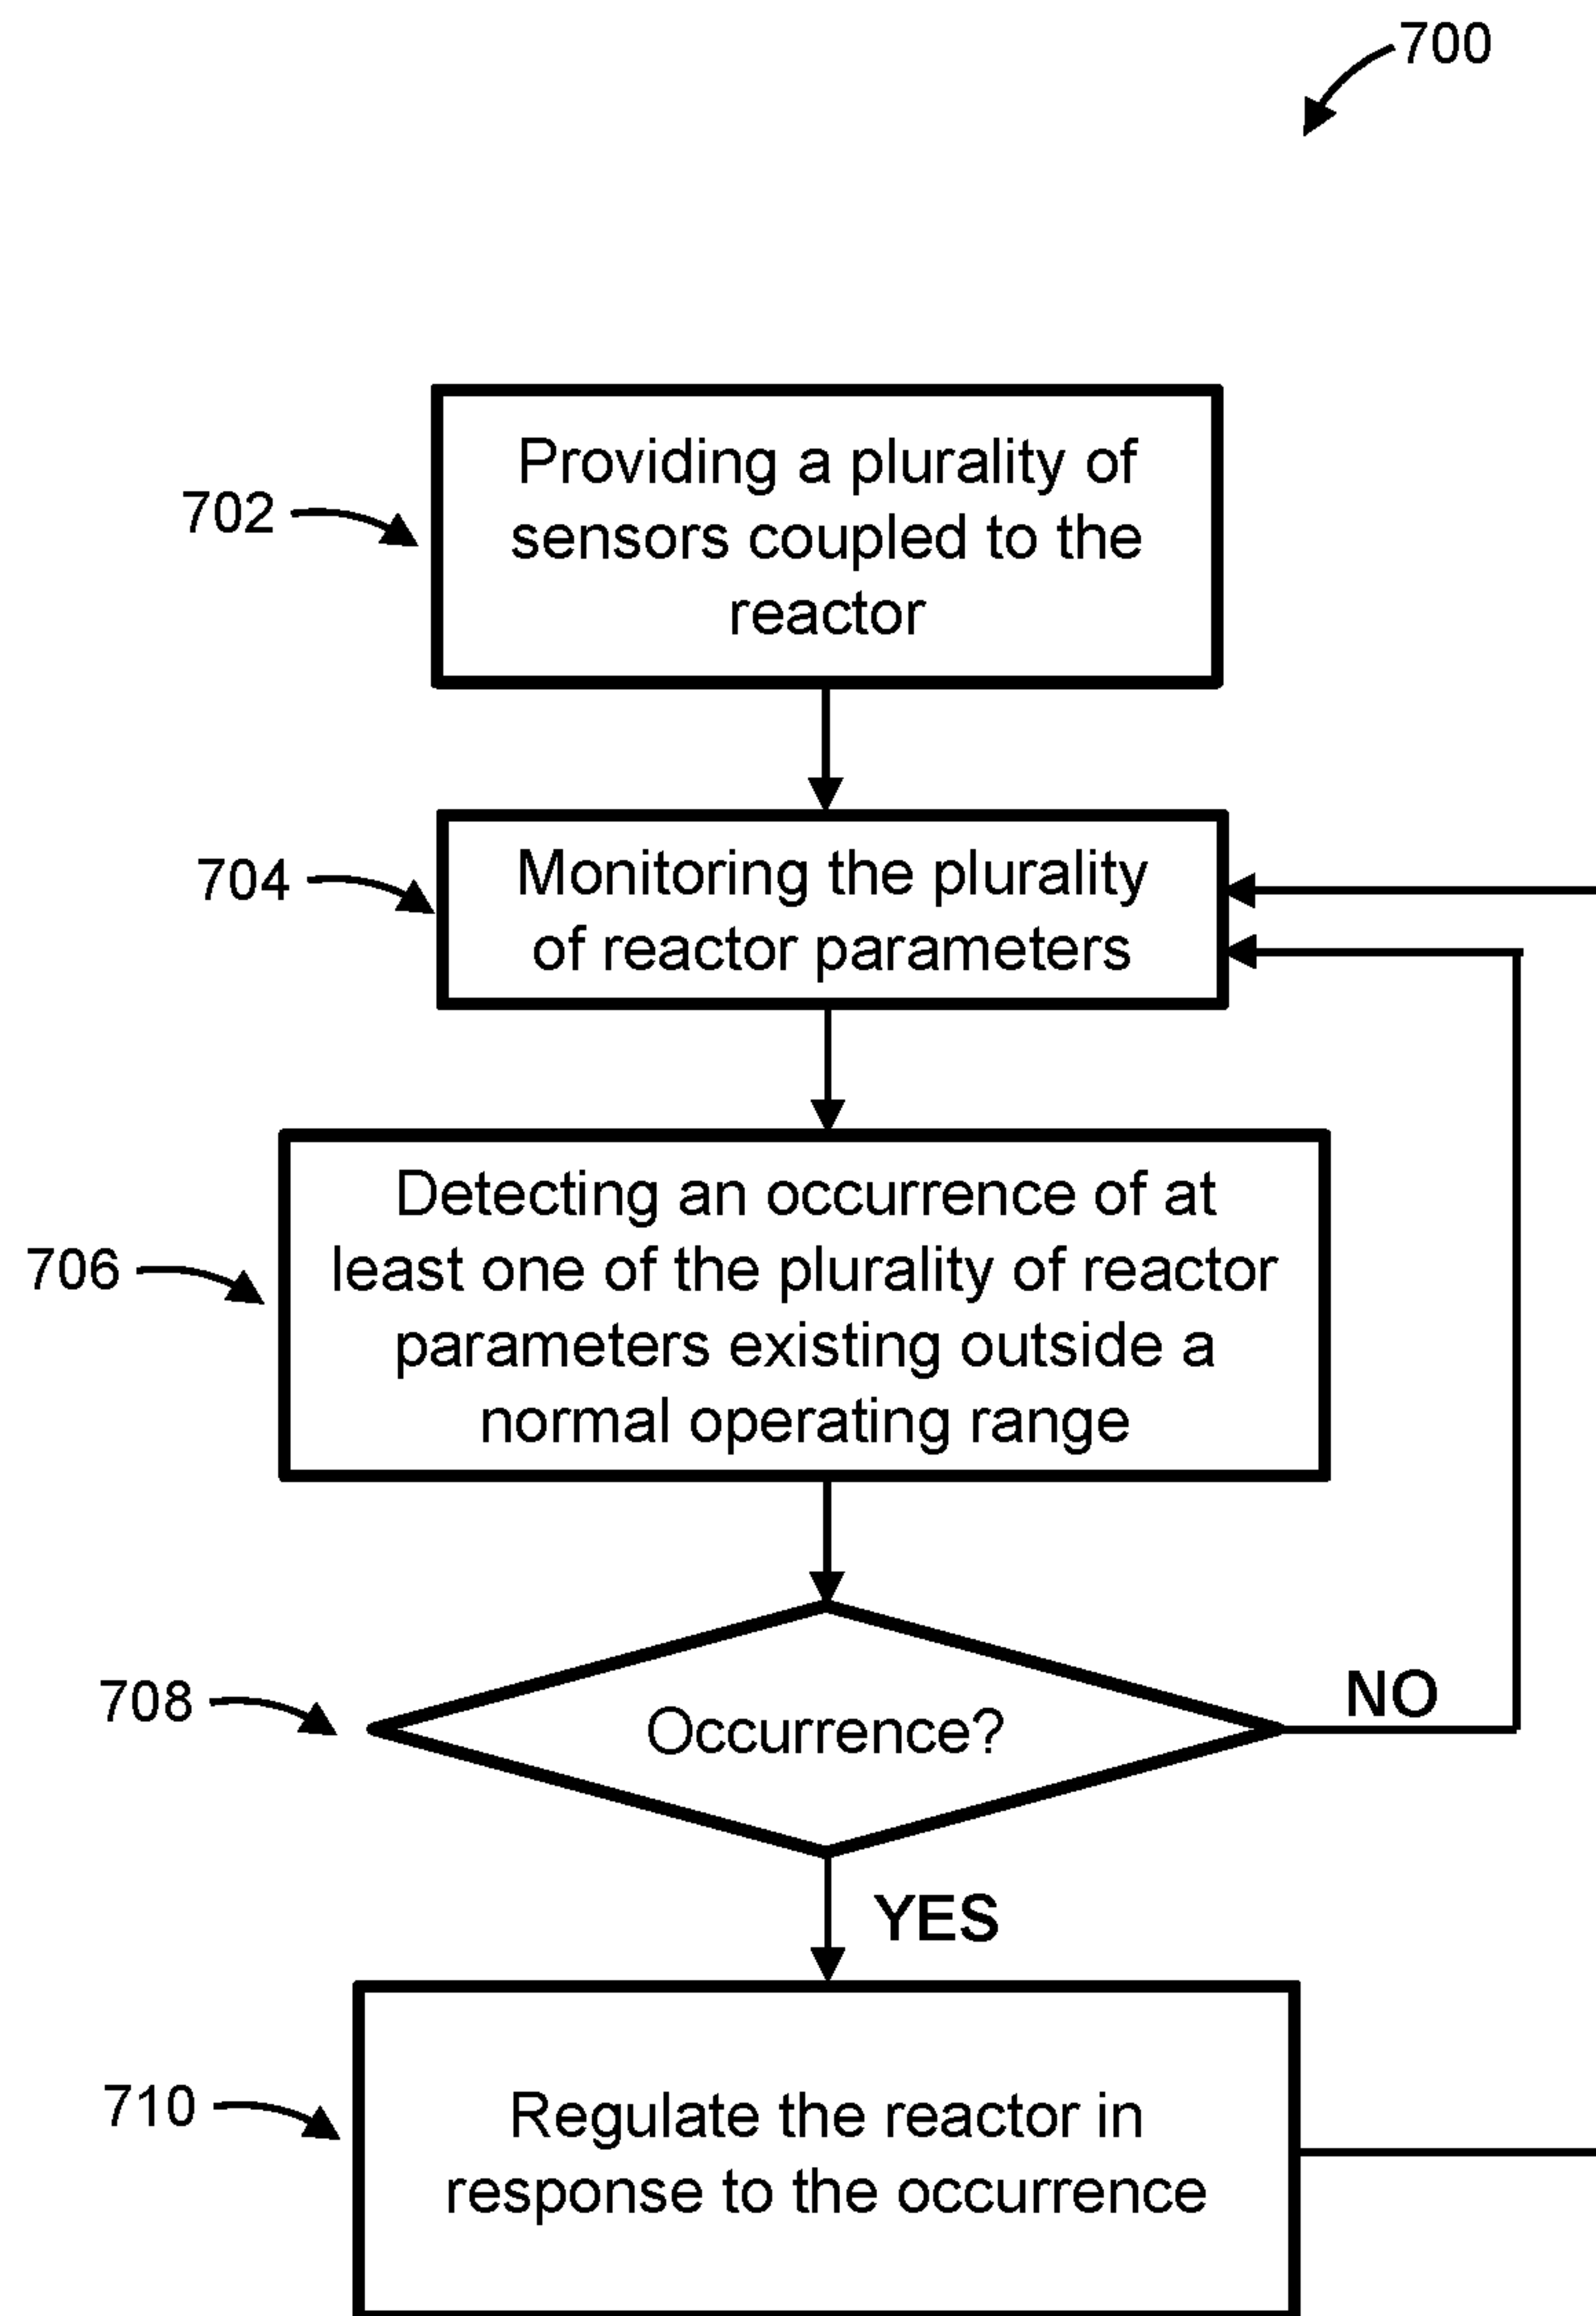 700
702
Providing a plurality of
sensors coupled to the
reactor
704
Monitoring the plurality
of reactor parameters
706
Detecting an occurrence of at
least one of the plurality of reactor
parameters existing outside a
normal operating range
708
Occurrence?
NO
YES
710
Regulate the reactor in
response to the occurrence